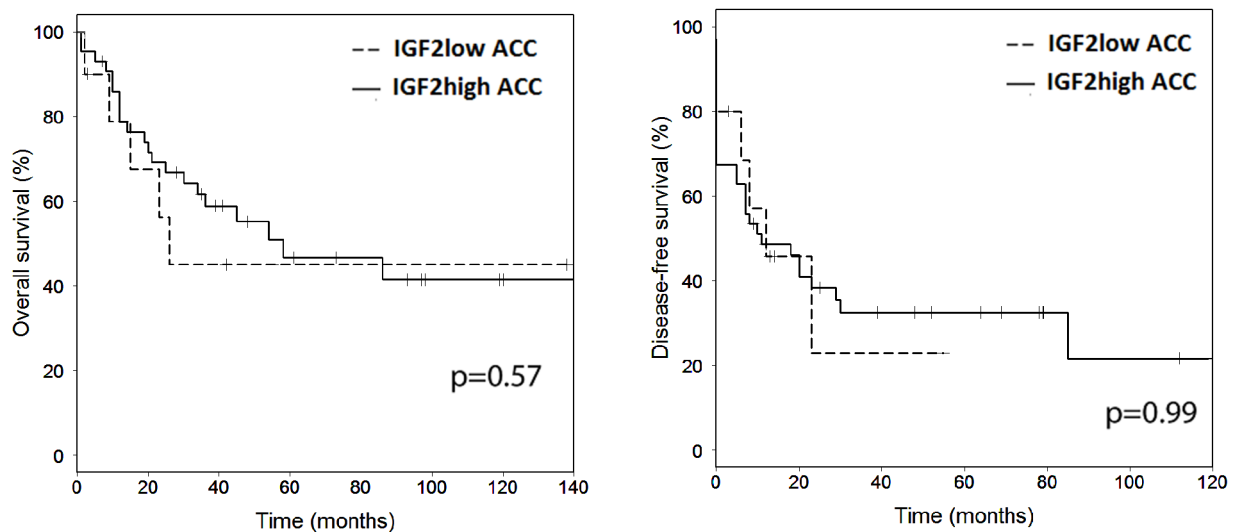 IGF2low ACC
IGF2high ACC
Overall survival (%)
100
80
60
40
20
0
p=0.57
0 20 40 60 80 100 120 140
Time (months)
IGF2low ACC
IGF2high ACC
Disease-free survival (%)
100
80
60
40
20
0
p=0.99
0 20 40 60 80 100 120
Time (months)